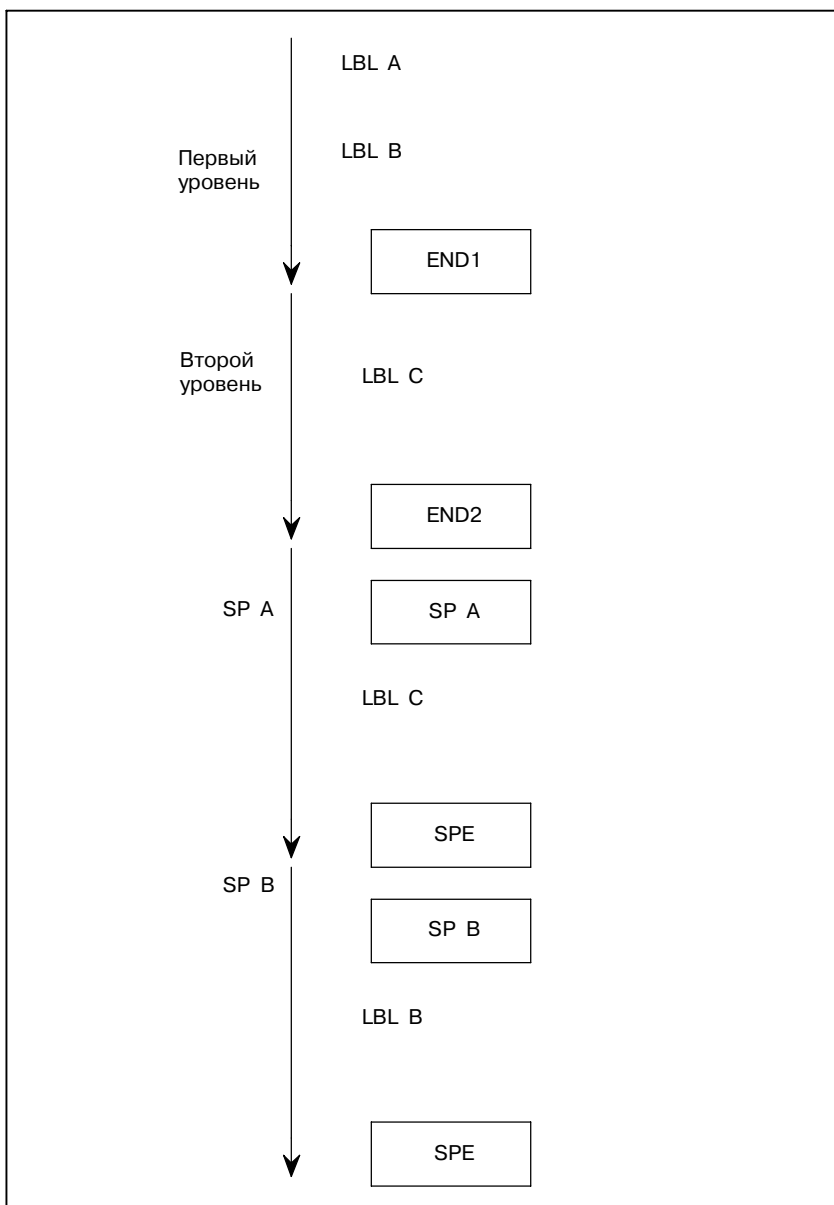 LBL A
Первый
уровень
LBL B
END1
Второй
уровень
LBL C
END2
SP A
SP A
LBL C
SPE
SP B
SP B
LBL B
SPE